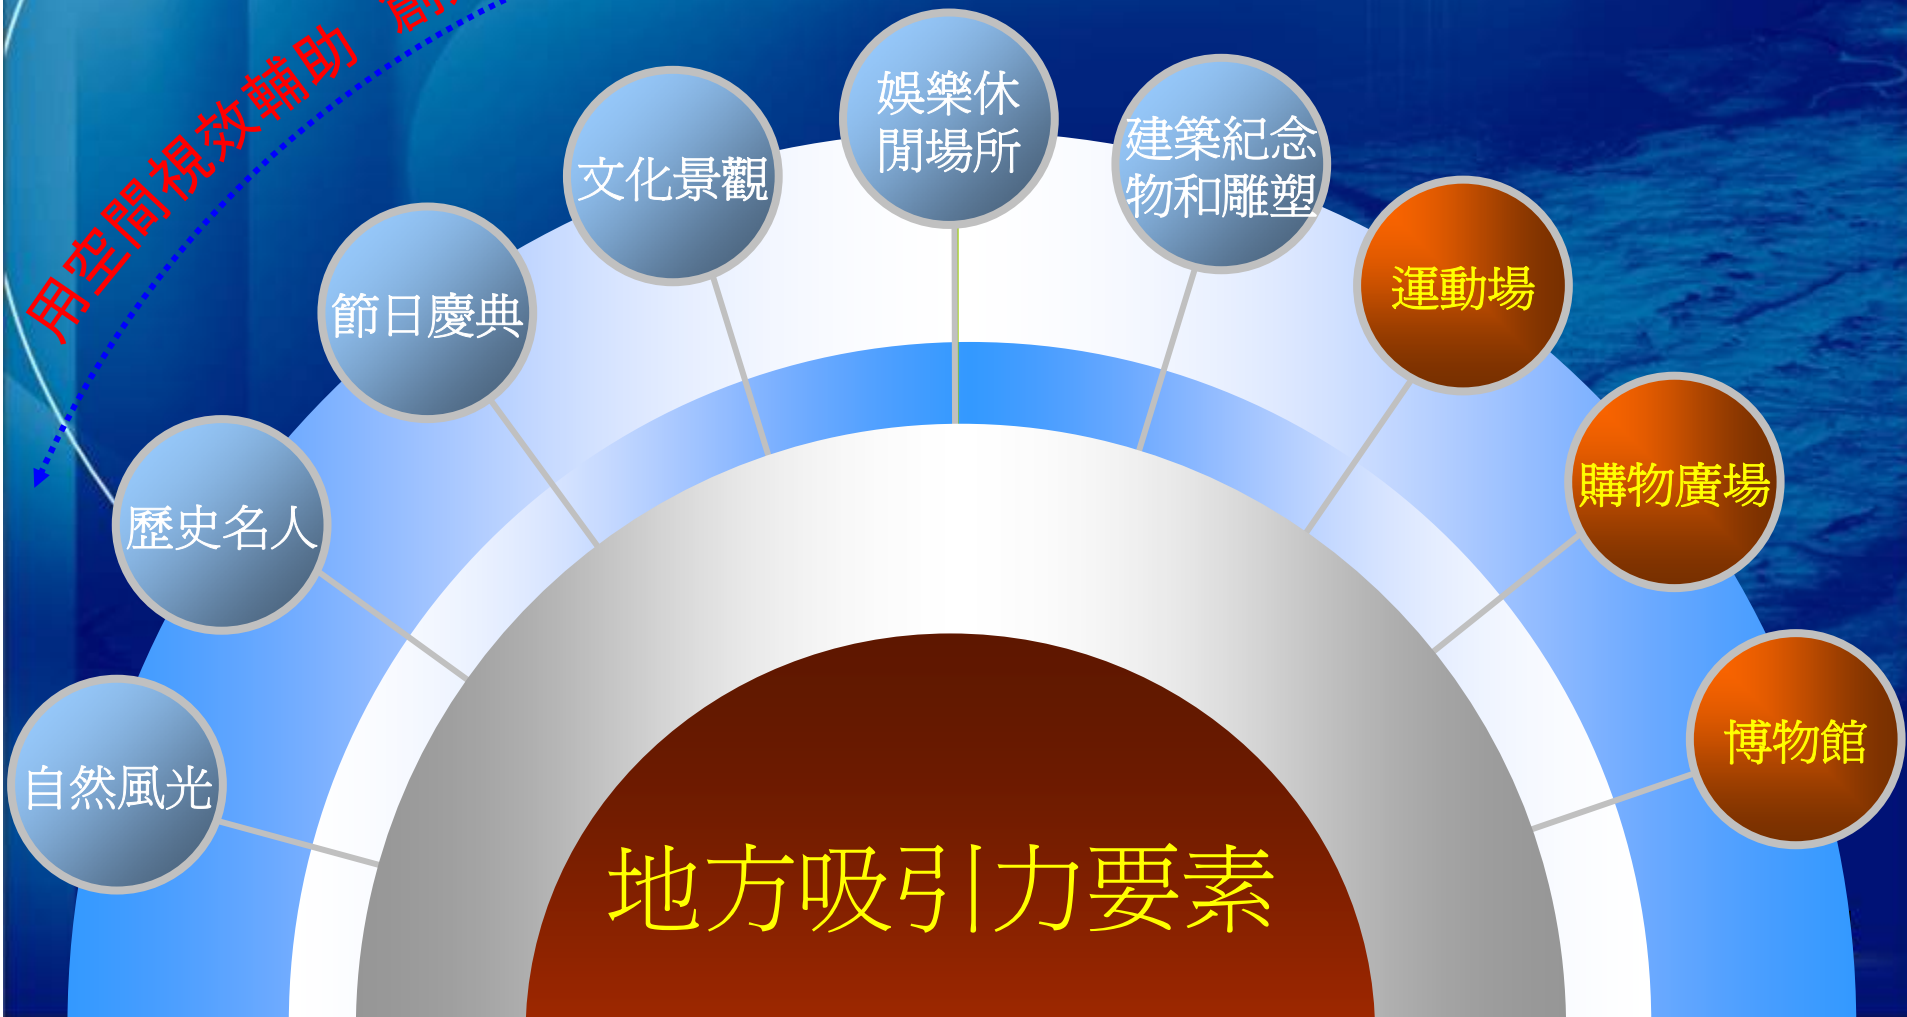 用空間視效輔助 創
娛樂休
閒場所
建築紀念
物和雕塑
文化景觀
運動場
節日慶典
購物廣場
歷史名人
博物館
自然風光
地方吸引力要素